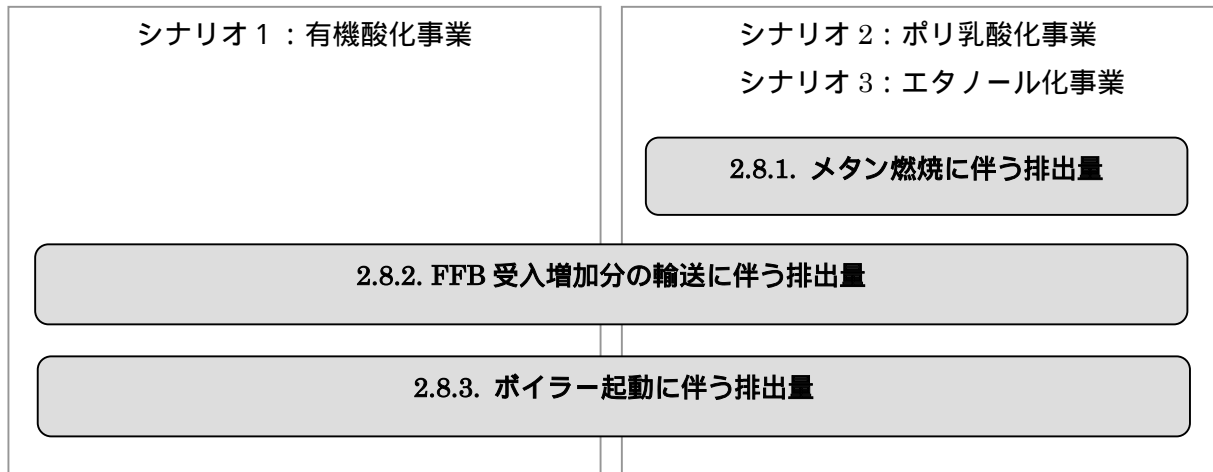 シナリオ1：有機酸化事業
シナリオ2：ポリ乳酸化事業
シナリオ3：エタノール化事業
2.8.1. メタン燃焼に伴う排出量
2.8.2. FFB 受入増加分の輸送に伴う排出量
2.8.3. ボイラー起動に伴う排出量